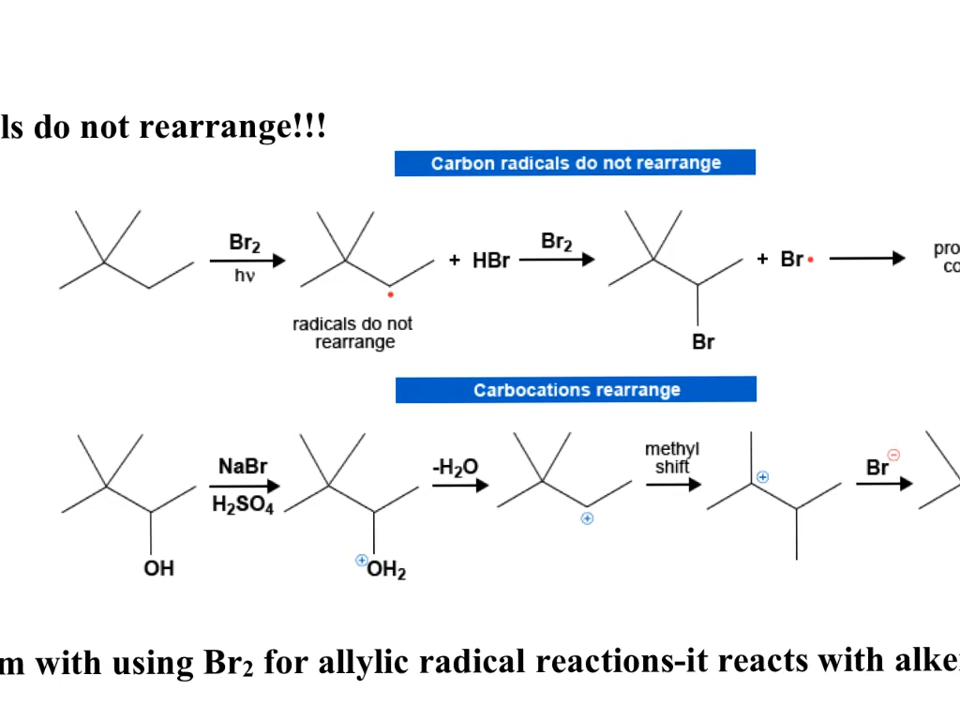 ls do not rearrange!!!
Carbon radicals do not rearrange
Br2
hν
+ HBr
Br2
+ Br•
radicals do not
rearrange
Br
Carbocations rearrange
NaBr
H2SO4
-H2O
methyl
shift
Br⊖
OH
⊕OH2
m with using Br2 for allylic radical reactions-it reacts with